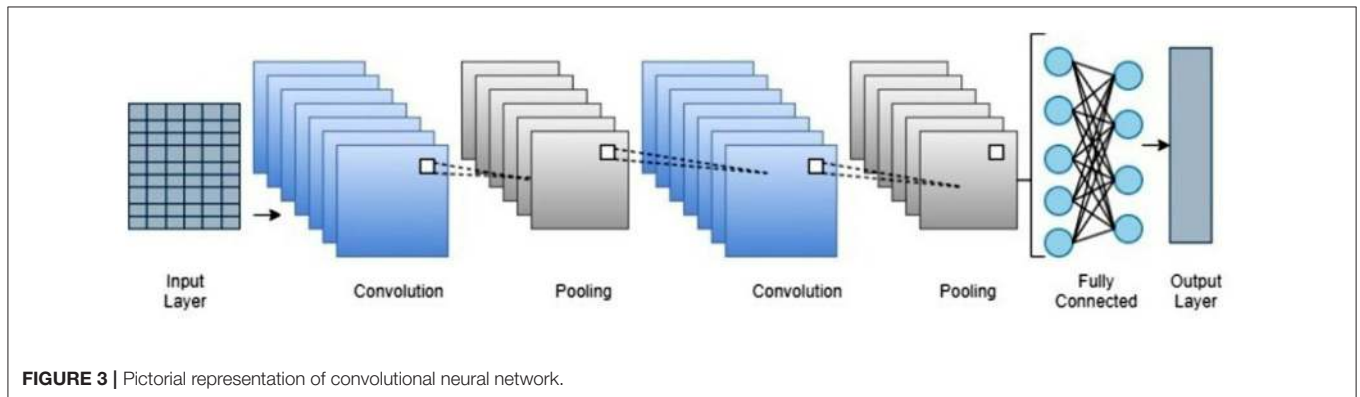 Input
Layer
Convolution
Pooling
Convolution
Pooling
Fully
Connected
Output
Layer
FIGURE 3 | Pictorial representation of convolutional neural network.